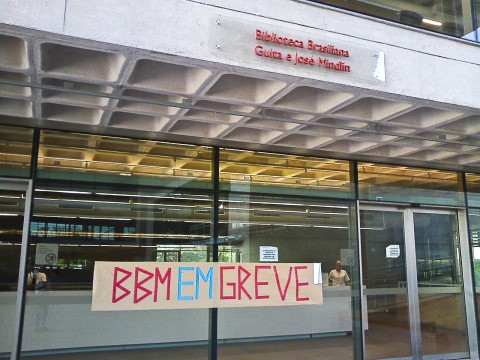 Biblioteca Brasiliana
Guita e José Mindlin
BBM EM GREVE